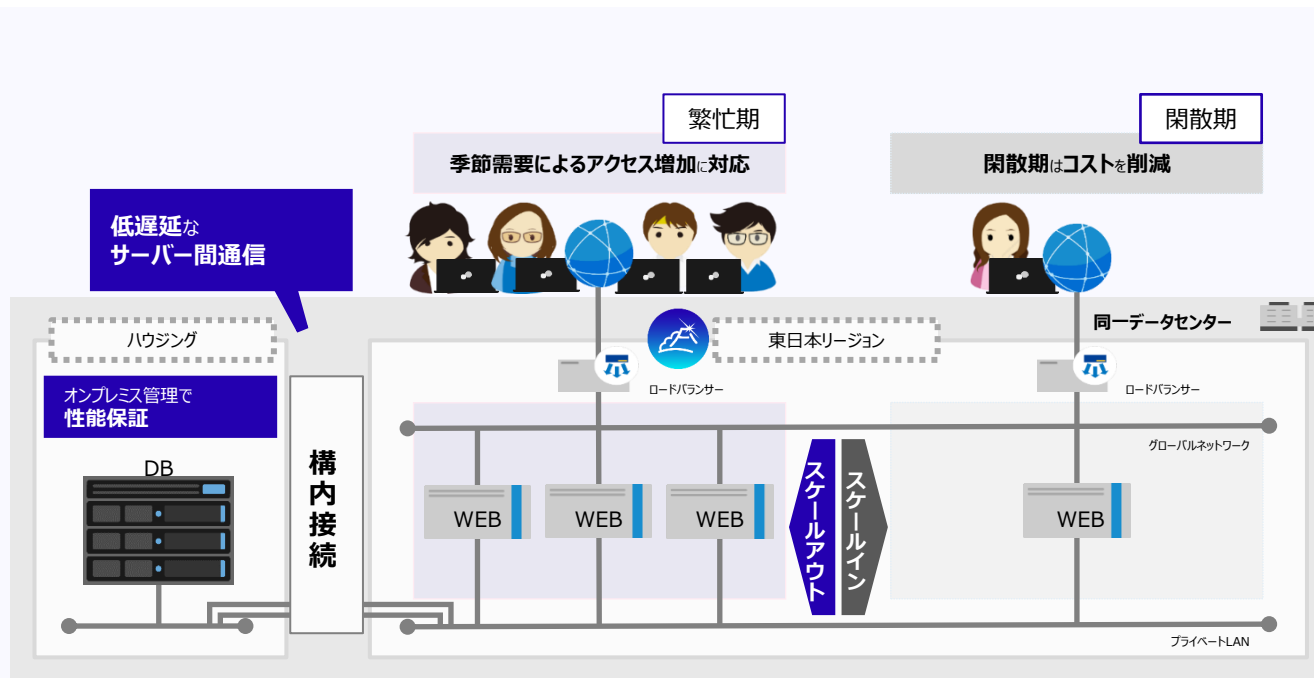 繁忙期
季節需要によるアクセス増加に対応
閑散期
閑散期はコストを削減
低遅延な
サーバー間通信
同一データセンター
ハウジング
東日本リージョン
オンプレミス管理で
性能保証
DB
構内接続
ロードバランサー
ロードバランサー
グローバルネットワーク
WEB
WEB
WEB
スケールアウト
スケールイン
WEB
プライベートLAN